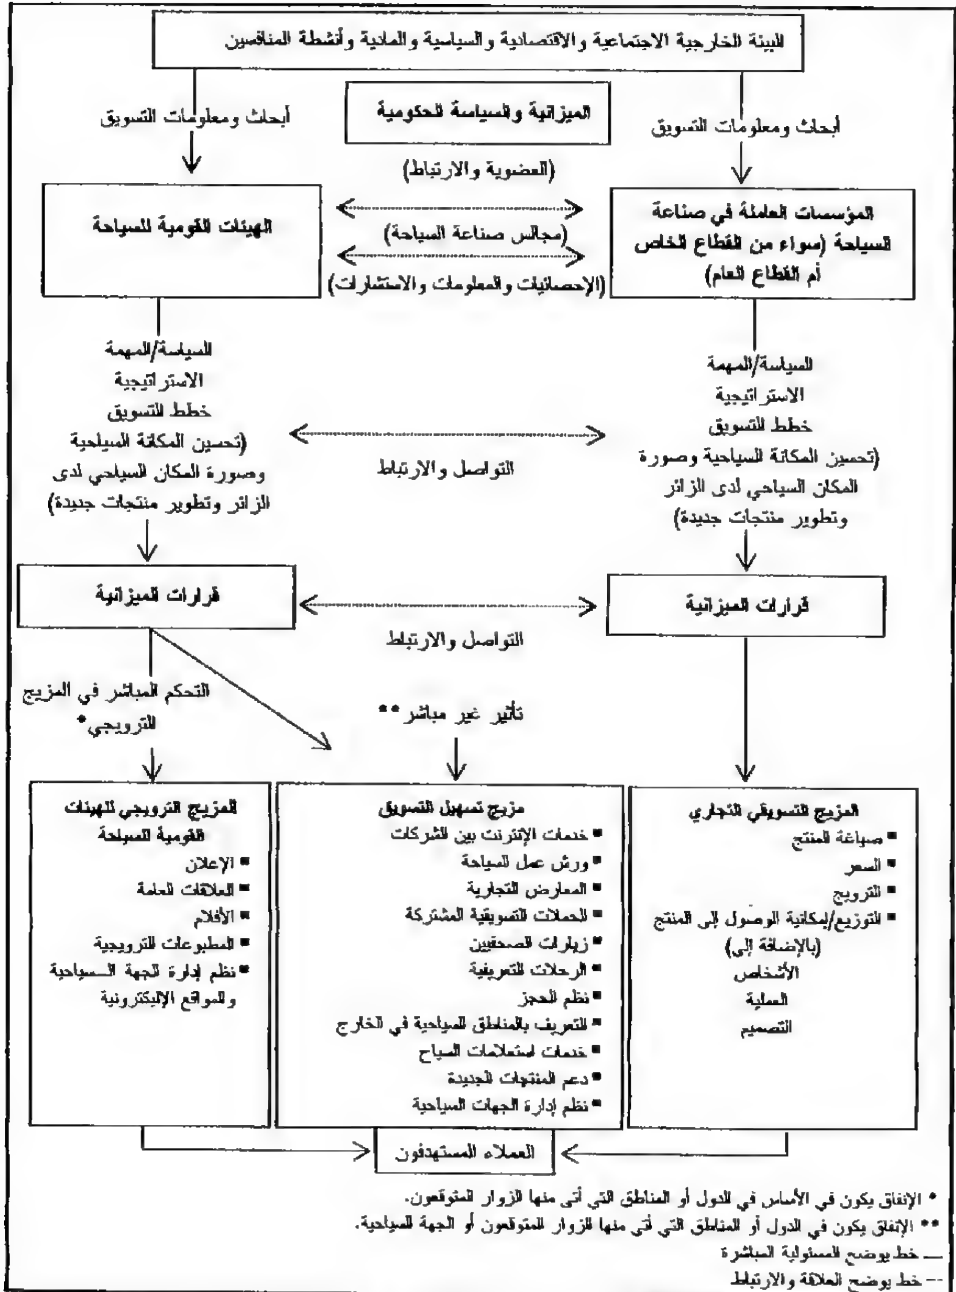 البيئة الخارجية الاجتماعية والاقتصادية والسياسية والمادية وأنشطة المنافسين
الميزانية والسياسة الحكومية
أبحاث ومعلومات التسويق
أبحاث ومعلومات التسويق
المؤسسات العاملة في صناعة
السياحة (سواء من القطاع الخاص
أم القطاع العام)
(العضوية والارتباط)
(مجالس صناعة السياحة)
(الإحصائيات والمعلومات والاستشارات)
الهيئات القومية للسياحة
السياسة/المهمة
الاستراتيجية
خطط التسويق
(تحسين المكانة السياحية وصورة
المكان السياحي لدى الزائر
وتطوير منتجات جديدة)
التواصل والارتباط
السياسة/المهمة
الاستراتيجية
خطط التسويق
(تحسين المكانة السياحية
وصورة المكان السياحي لدى
الزائر وتطوير منتجات جديدة)
قرارات الميزانية
التواصل والارتباط
قرارات الميزانية
تأثير غير مباشر**
التحكم المباشر في المزيج
الترويجي*
المزيج التسويقي التجاري
▪ صياغة المنتج
▪ السعر
▪ الترويج
▪ التوزيع/إمكانية الوصول إلى المنتج
(بالإضافة إلى)
الأشخاص
العملية
التصميم
مزيج تسهيل التسويق
▪ خدمات الإنترنت بين الشركات
▪ ورش عمل السياحة
▪ المعارض التجارية
▪ الحملات التسويقية المشتركة
▪ زيارات الصحفيين
▪ الرحلات التعريفية
▪ نظم الحجز
▪ التعريف بالمناطق السياحية في الخارج
▪ خدمات استعلامات السياح
▪ دعم المنتجات الجديدة
▪ نظم إدارة الجهات السياحية
المزيج الترويجي للهيئات
القومية للسياحة
▪ الإعلان
▪ العلاقات العامة
▪ الأفلام
▪ المطبوعات الترويجية
▪ نظم إدارة الجهة السياحية
والمواقع الإليكترونية
العملاء المستهدفون
* الإنفاق يكون في الأساس في الدول أو المناطق التي أتى منها الزوار المتوقعون.
** الإنفاق يكون في الدول أو المناطق التي أتى منها الزوار المتوقعون أو الجهة السياحية.
— خط يوضح المسئولية المباشرة
-- خط يوضح العلاقة والارتباط